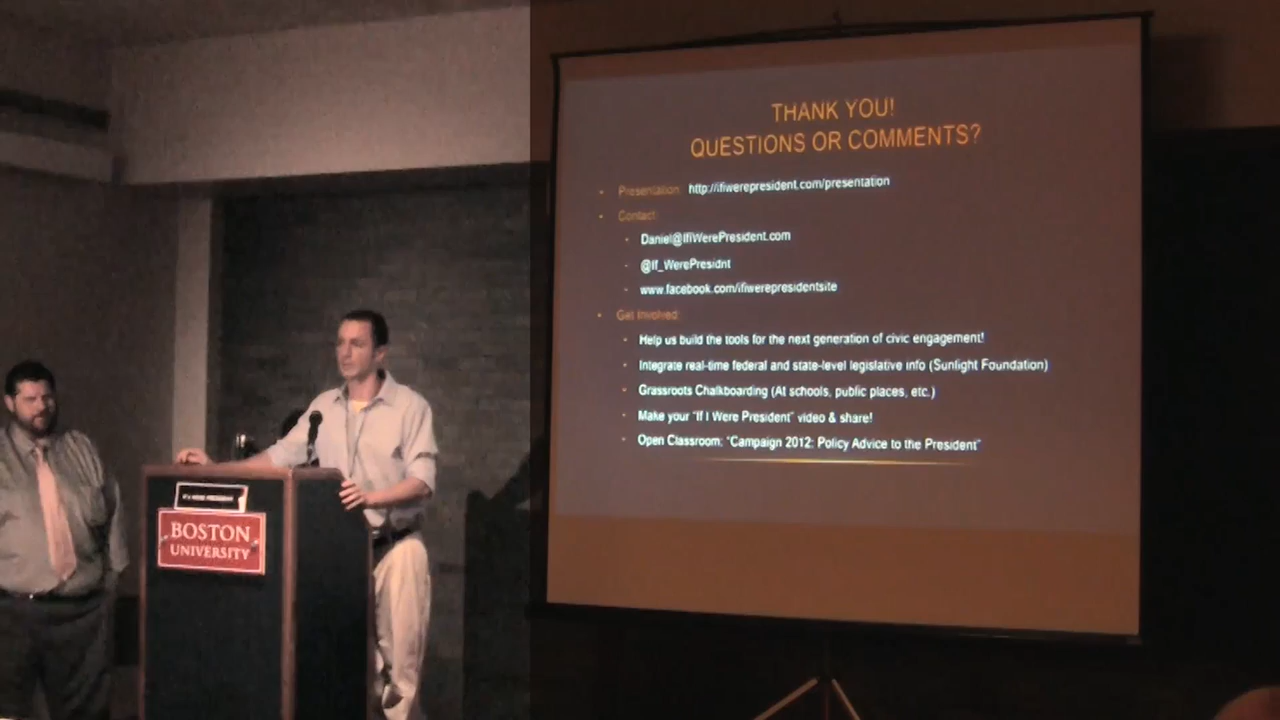 THANK YOU!
QUESTIONS OR COMMENTS?
Presentation: http://ifiwerepresident.com/presentation
Contact:
Daniel@IfIWerePresident.com
@If_WerePresidnt
www.facebook.com/ifiwerepresidentsite
Get Involved:
Help us build the tools for the next generation of civic engagement!
Integrate real-time federal and state-level legislative info (Sunlight Foundation)
Grassroots Chalkboarding (At schools, public places, etc.)
Make your "If I Were President" video & share!
Open Classroom: "Campaign 2012: Policy Advice to the President"
BOSTON
UNIVERSITY